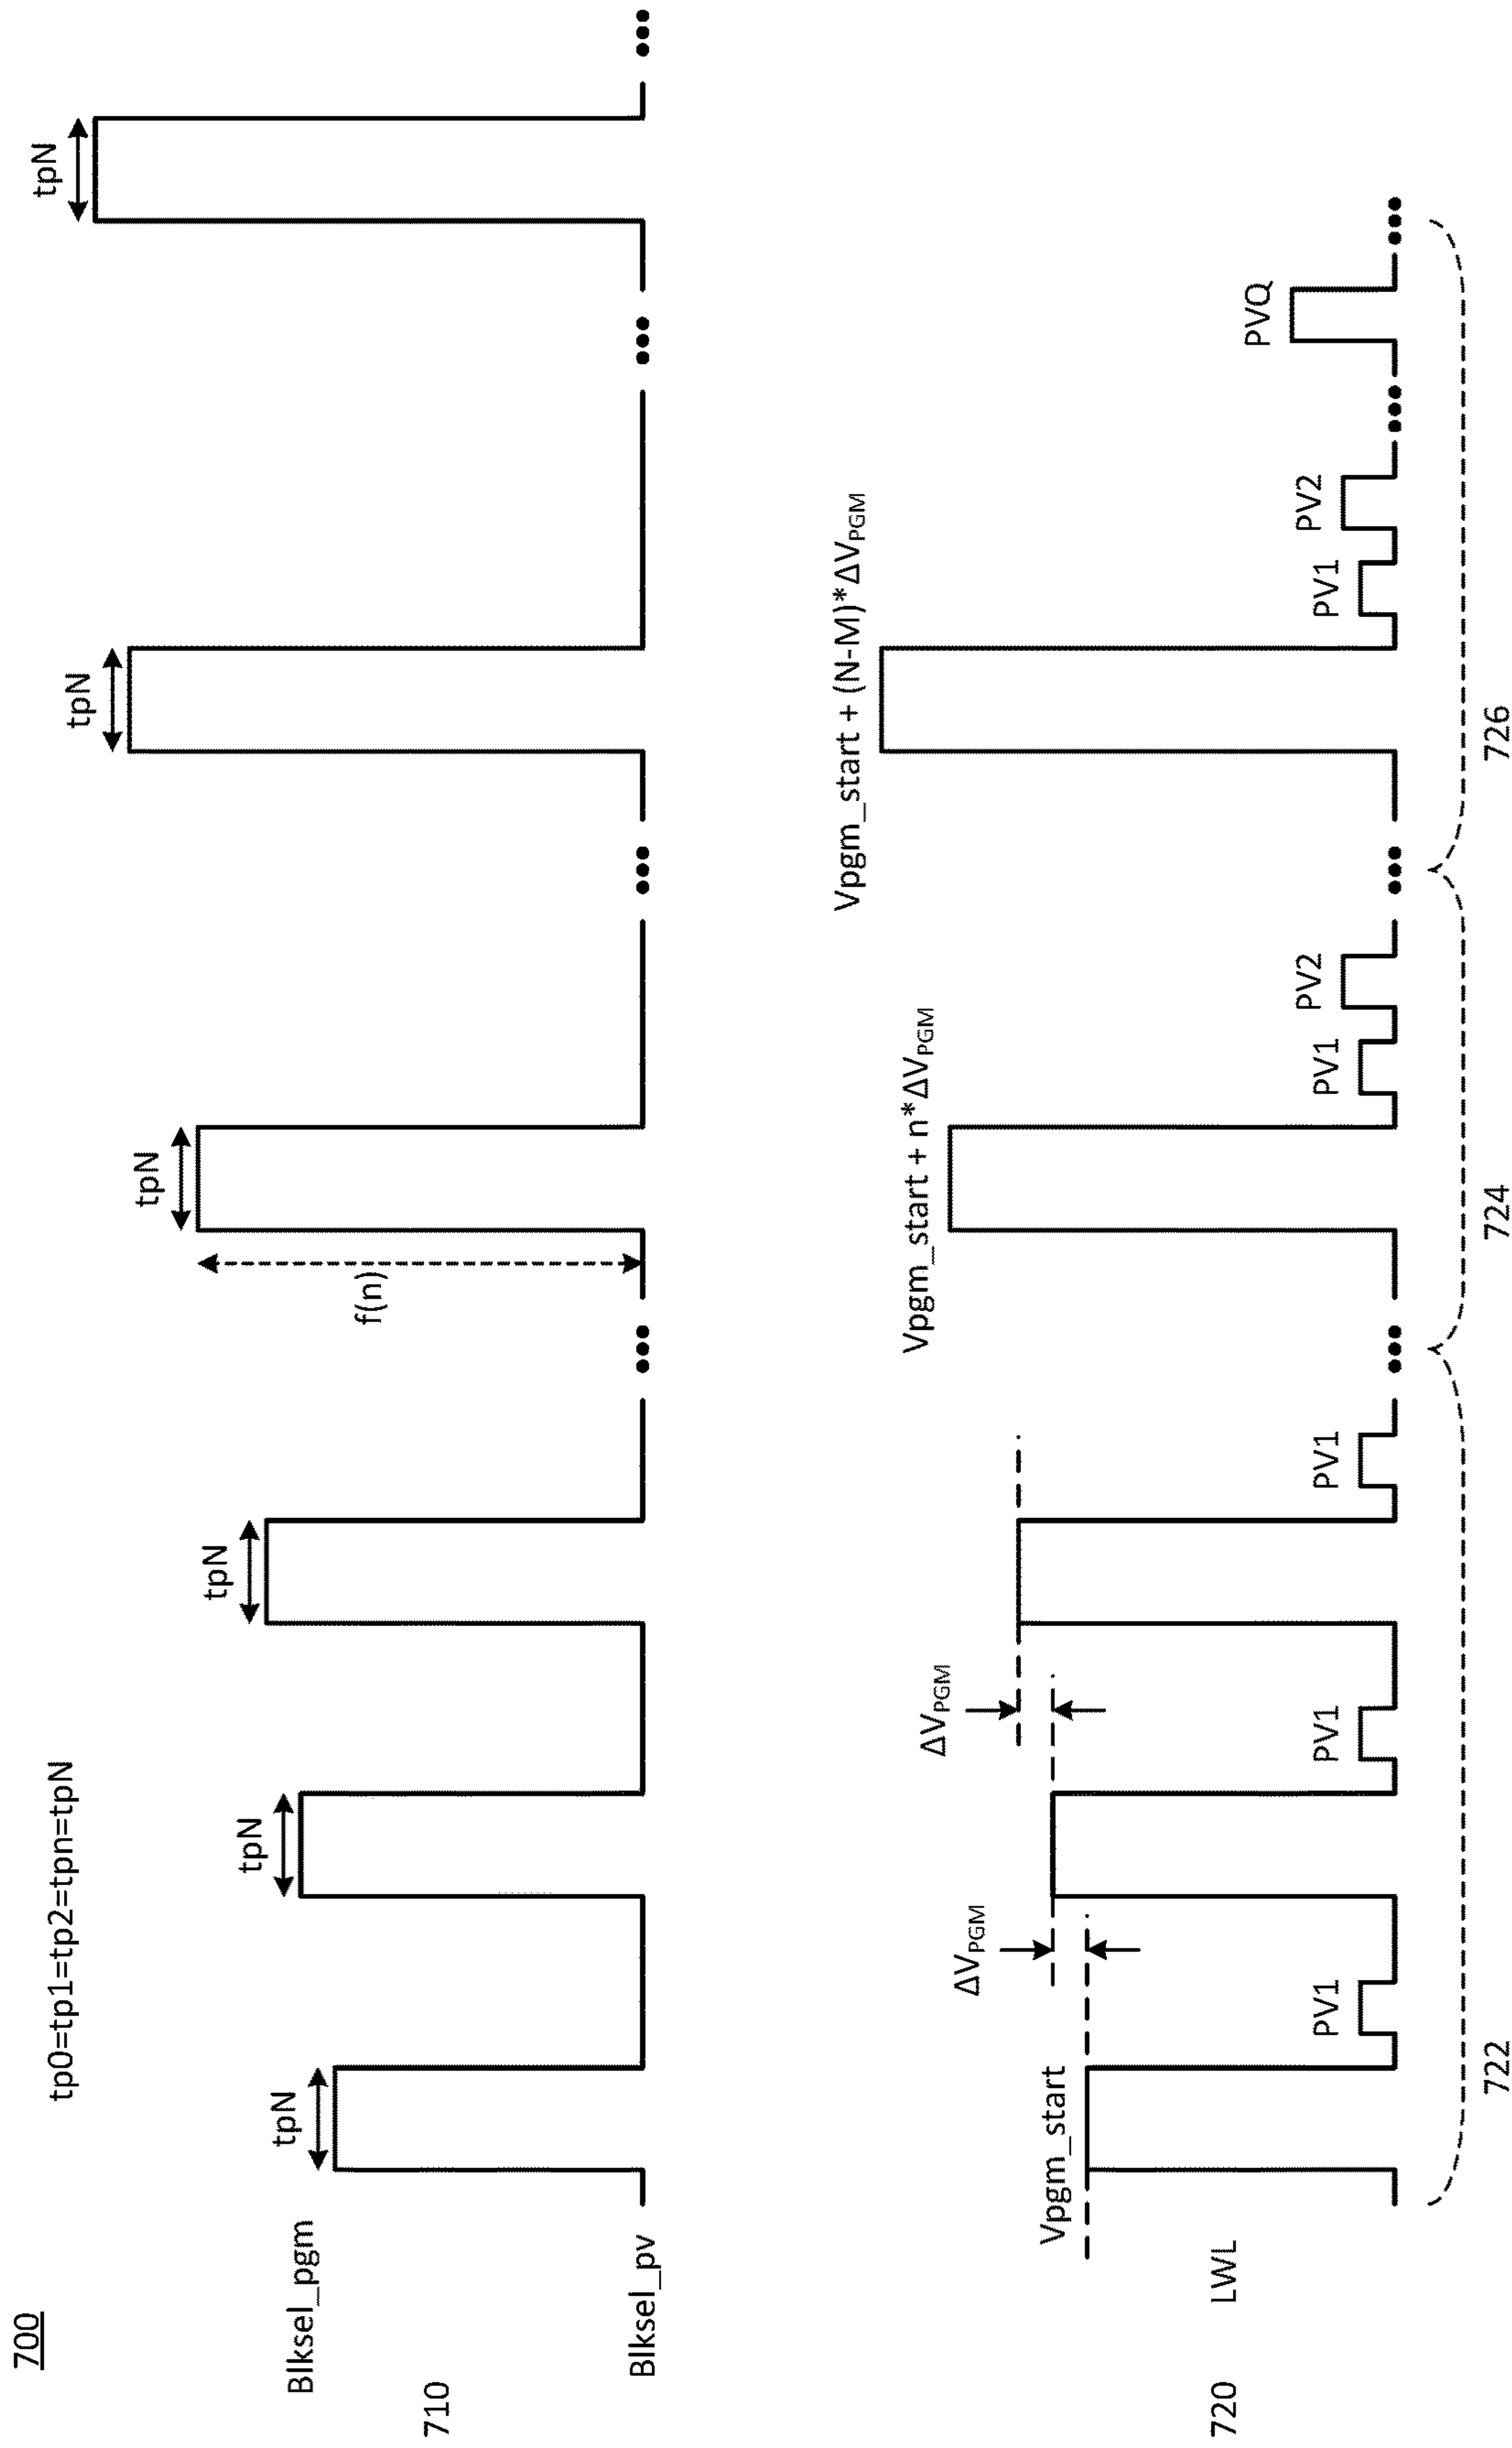 700
tp0=tp1=tp2=tpn=tpN
710
Blksel_pgm
Blksel_pv
tpN
tpN
tpN
f(n)
tpN
tpN
tpN
720
LWL
Vpgm_start
ΔVPGM
ΔVPGM
Vpgm_start + n*ΔVPGM
Vpgm_start + (N-M)*ΔVPGM
PV1
PV1
PV1
PV1
PV2
PV1
PV2
PVQ
722
724
726